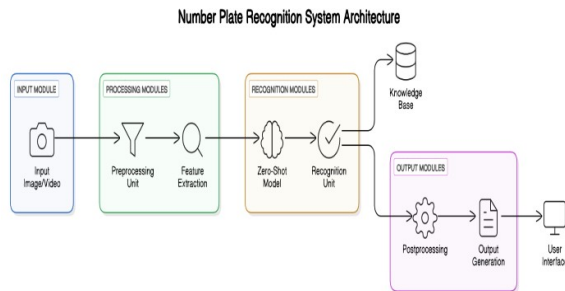 Number Plate Recognition System Architecture
INPUT MODULE
PROCESSING MODULES
RECOGNITION MODULES
Knowledge
Base
Input
Image/Video
Preprocessing
Unit
Feature
Extraction
Zero-Shot
Model
Recognition
Unit
OUTPUT MODULES
Postprocessing
Output
Generation
User
Interface